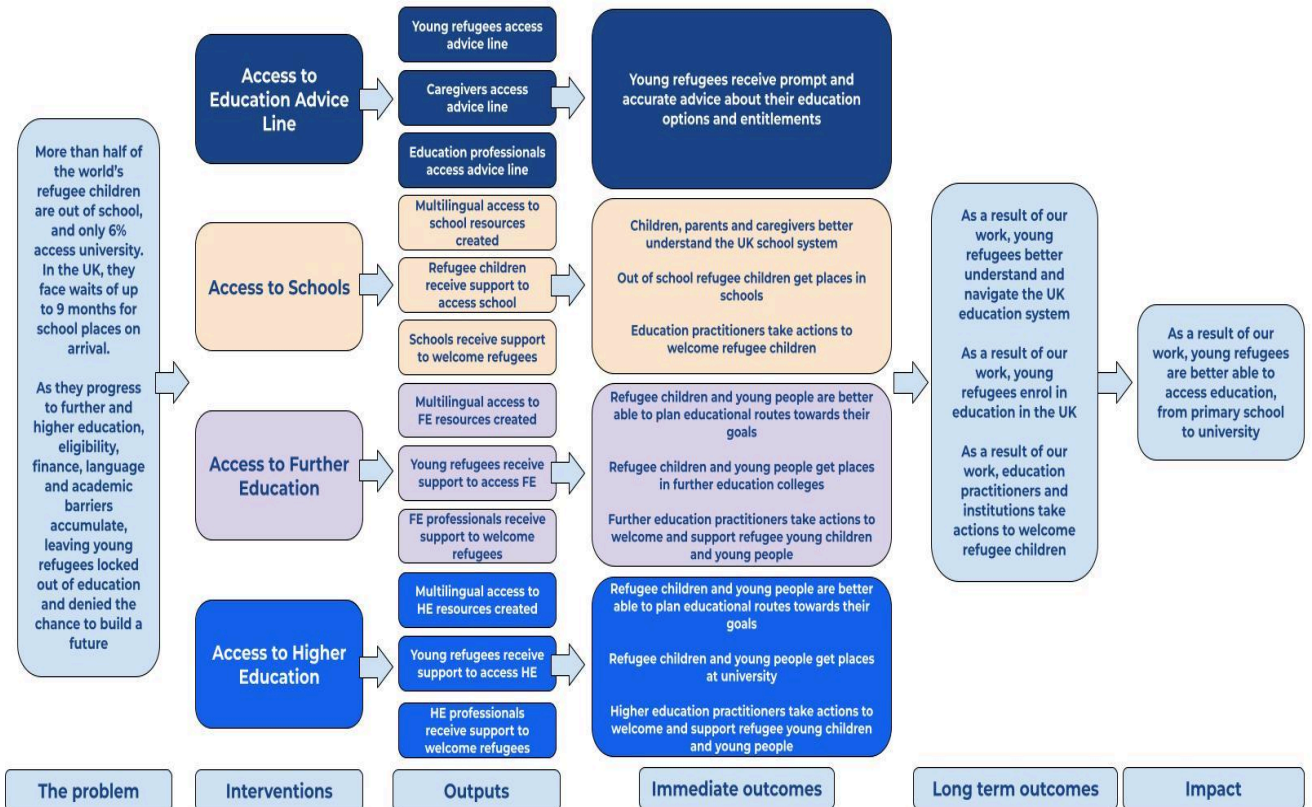 More than half of
the world's
refugee children
are out of school,
and only 6%
access university.
In the UK, they
face waits of up
to 9 months for
school places on
arrival.
As they progress
to further and
higher education,
eligibility,
finance, language
and academic
barriers
accumulate,
leaving young
refugees locked
out of education
and denied the
chance to build a
future
Access to
Education Advice
Line
Young refugees access
advice line
Caregivers access
advice line
Education professionals
access advice line
Young refugees receive prompt and
accurate advice about their education
options and entitlements
Access to Schools
Multilingual access to
school resources
created
Refugee children
receive support to
access school
Schools receive support
to welcome refugees
Children, parents and caregivers better
understand the UK school system
Out of school refugee children get places in
schools
Education practitioners take actions to
welcome refugee children
Access to Further
Education
Multilingual access to
FE resources created
Young refugees receive
support to access FE
FE professionals receive
support to welcome
refugees
Refugee children and young people are better
able to plan educational routes towards their
goals
Refugee children and young people get places
in further education colleges
Further education practitioners take actions to
welcome and support refugee young children
and young people
Access to Higher
Education
Multilingual access to
HE resources created
Young refugees receive
support to access HE
HE professionals
receive support to
welcome refugees
Refugee children and young people are better
able to plan educational routes towards their
goals
Refugee children and young people get places
at university
Higher education practitioners take actions to
welcome and support refugee young children
and young people
As a result of our
work, young
refugees better
understand and
navigate the UK
education system
As a result of our
work, young
refugees enrol in
education in the UK
As a result of our
work, education
practitioners and
institutions take
actions to welcome
refugee children
As a result of our
work, young refugees
are better able to
access education,
from primary school
to university
The problem
Interventions
Outputs
Immediate outcomes
Long term outcomes
Impact